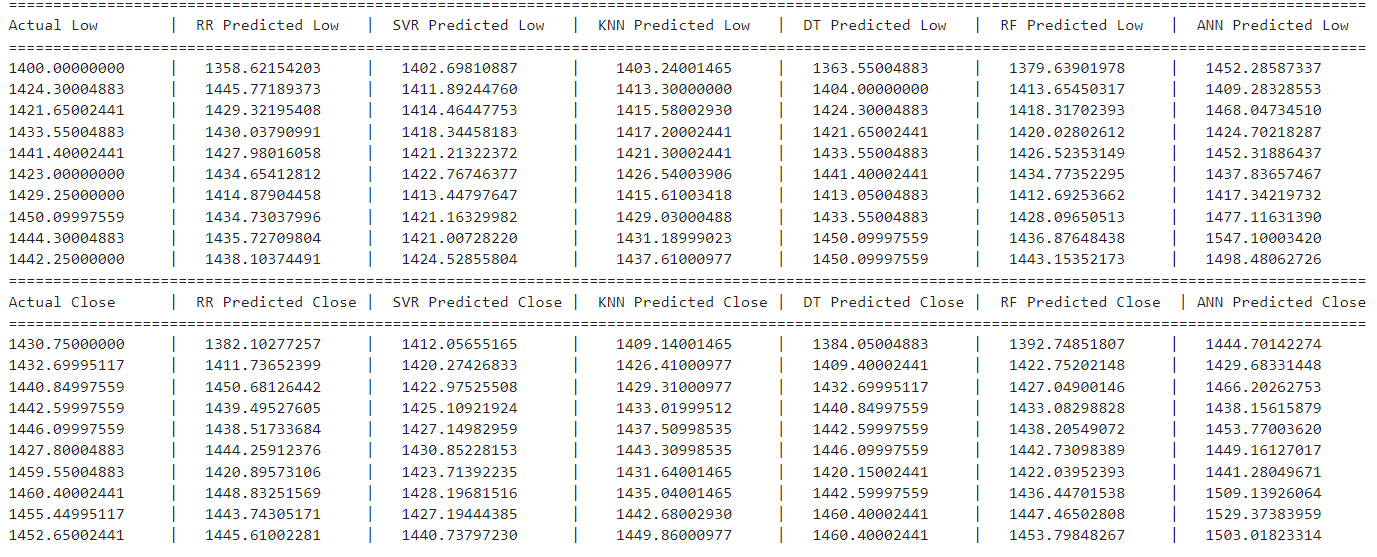 Actual Low | RR Predicted Low | SVR Predicted Low | KNN Predicted Low | DT Predicted Low | RF Predicted Low | ANN Predicted Low
1400.00000000 | 1358.62154203 | 1402.69810887 | 1403.24001465 | 1363.55004883 | 1379.63901978 | 1452.28587337
1424.30004883 | 1445.77189373 | 1411.89244760 | 1413.30000000 | 1404.00000000 | 1413.65450317 | 1409.28328553
1421.65002441 | 1429.32195408 | 1414.46447753 | 1415.58002930 | 1424.30004883 | 1418.31702393 | 1468.04734510
1433.55004883 | 1430.03790991 | 1418.34458183 | 1417.20002441 | 1421.65002441 | 1420.02802612 | 1424.70218287
1441.40002441 | 1427.98016058 | 1421.21322372 | 1421.30002441 | 1433.55004883 | 1426.52353149 | 1452.31886437
1423.00000000 | 1434.65412812 | 1422.76746377 | 1426.54003906 | 1441.40002441 | 1434.77352295 | 1437.83657467
1429.25000000 | 1414.87904458 | 1413.44797647 | 1415.61003418 | 1413.05004883 | 1412.69253662 | 1417.34219732
1450.09997559 | 1434.73037996 | 1421.16329982 | 1429.03000488 | 1433.55004883 | 1428.09650513 | 1477.11631390
1444.30004883 | 1435.72709804 | 1421.00728220 | 1431.18999023 | 1450.09997559 | 1436.87648438 | 1547.10003420
1442.25000000 | 1438.10374491 | 1424.52855804 | 1437.61000977 | 1450.09997559 | 1443.15352173 | 1498.48062726
Actual Close | RR Predicted Close | SVR Predicted Close | KNN Predicted Close | DT Predicted Close | RF Predicted Close | ANN Predicted Close
1430.75000000 | 1382.10277257 | 1412.05655165 | 1409.14001465 | 1384.05004883 | 1392.74851807 | 1444.70142274
1432.69995117 | 1411.73652399 | 1420.27426833 | 1426.41000977 | 1409.40002441 | 1422.75202148 | 1429.68331448
1440.84997559 | 1450.68126442 | 1422.97525508 | 1429.31000977 | 1432.69995117 | 1427.04900146 | 1466.20262753
1442.59997559 | 1439.49527605 | 1425.10921924 | 1433.01999512 | 1440.84997559 | 1433.08298828 | 1438.15615879
1446.09997559 | 1438.51733684 | 1427.14982959 | 1437.50998535 | 1442.59997559 | 1438.20549072 | 1453.77003620
1427.80004883 | 1444.25912376 | 1430.85228153 | 1443.30998535 | 1446.09997559 | 1442.73098389 | 1449.16127017
1459.55004883 | 1420.89573106 | 1423.71392235 | 1431.64001465 | 1420.15002441 | 1422.03952393 | 1441.28049671
1460.40002441 | 1448.83251569 | 1428.19681516 | 1435.04001465 | 1442.59997559 | 1436.44701538 | 1509.13926064
1455.44995117 | 1443.74305171 | 1427.19444385 | 1442.68002930 | 1460.40002441 | 1447.46502808 | 1529.37383959
1452.65002441 | 1445.61002281 | 1440.73797230 | 1449.86000977 | 1460.40002441 | 1453.79848267 | 1503.01823314